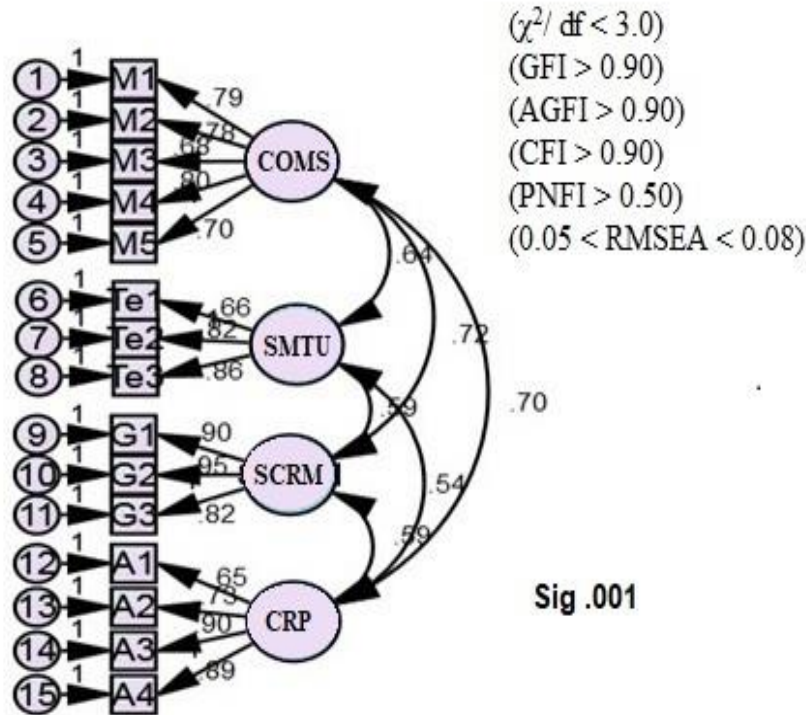 (χ²/ df < 3.0)
(GFI > 0.90)
(AGFI > 0.90)
(CFI > 0.90)
(PNFI > 0.50)
(0.05 < RMSEA < 0.08)
1 1 M1 .79
2 1 M2 .78
3 1 M3 .68
COMS
4 1 M4 .80
5 1 M5 .70
.64
6 1 Te1 .66
7 1 Te2 .82
SMTU
8 1 Te3 .86
.72
.70
.59
9 1 G1 .90
10 1 G2 .95
SCRM
11 1 G3 .82
.54
.59
12 1 A1 .65
13 1 A2 .73
CRP
14 1 A3 .90
15 1 A4 .89
Sig .001